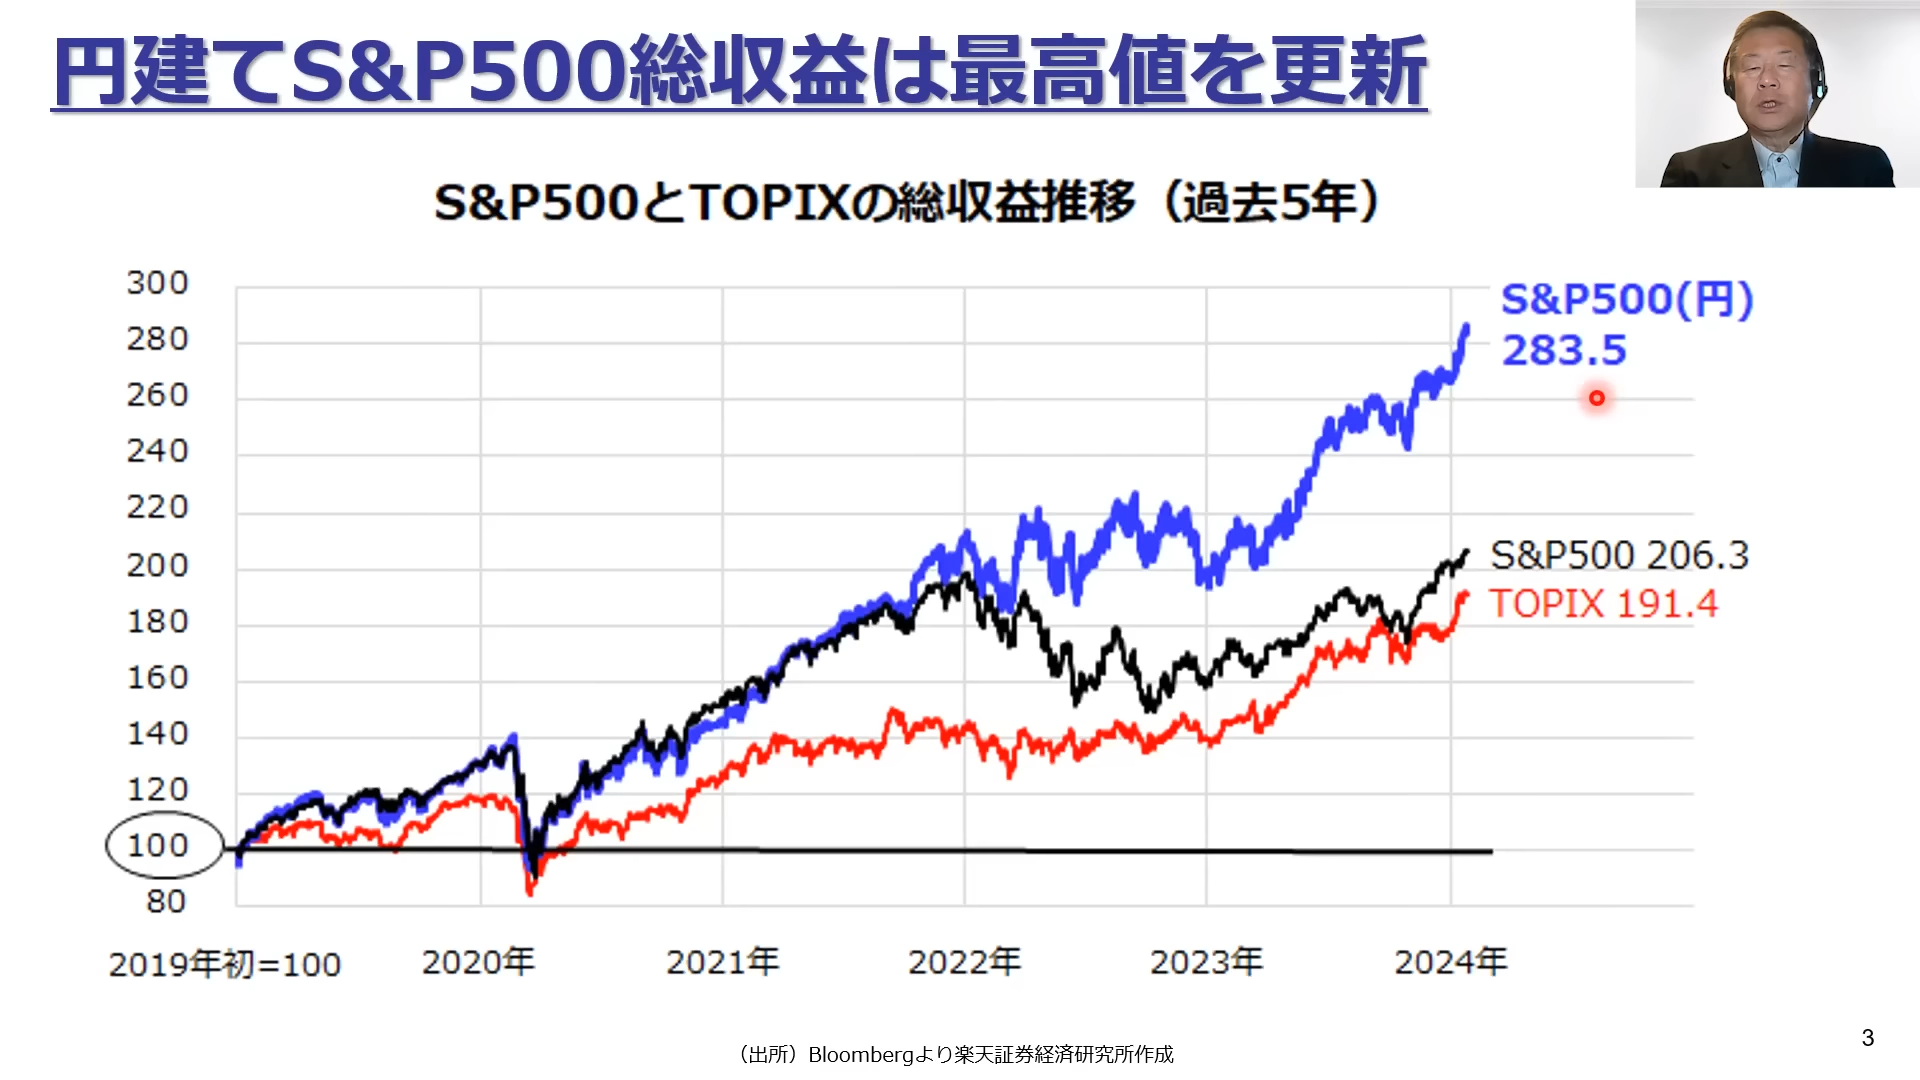 円建てS&P500総収益は最高値を更新
S&P500とTOPIXの総収益推移（過去5年）
300
280
260
240
220
200
180
160
140
120
100
80
S&P500(円)
283.5
S&P500 206.3
TOPIX 191.4
2019年初=100 2020年 2021年 2022年 2023年 2024年
（出所）Bloombergより楽天証券経済研究所作成
3